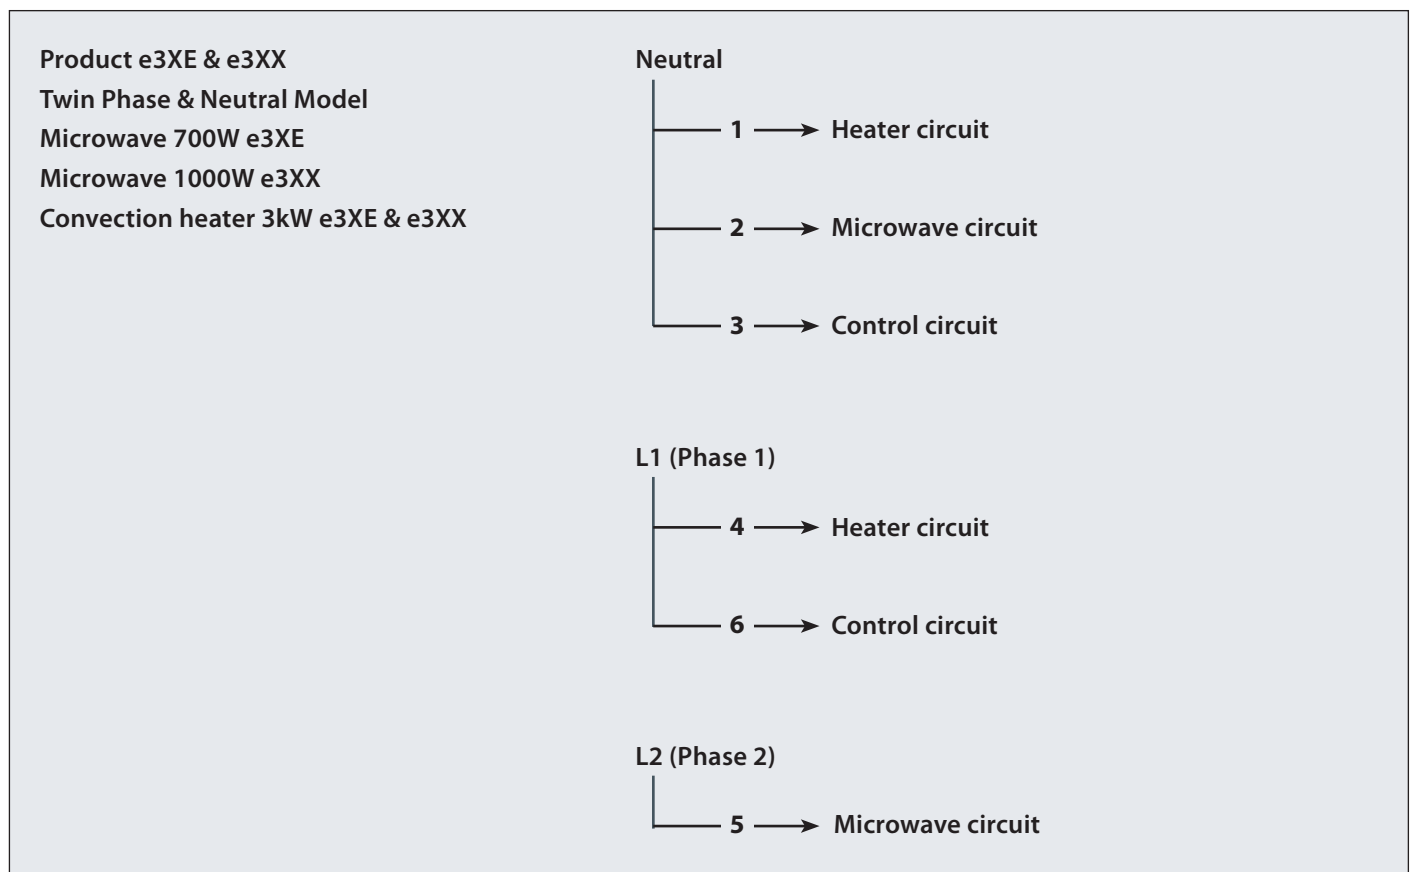 Product e3XE & e3XX
Twin Phase & Neutral Model
Microwave 700W e3XE
Microwave 1000W e3XX
Convection heater 3kW e3XE & e3XX
Neutral
1 Heater circuit
2 Microwave circuit
3 Control circuit
L1 (Phase 1)
4 Heater circuit
6 Control circuit
L2 (Phase 2)
5 Microwave circuit